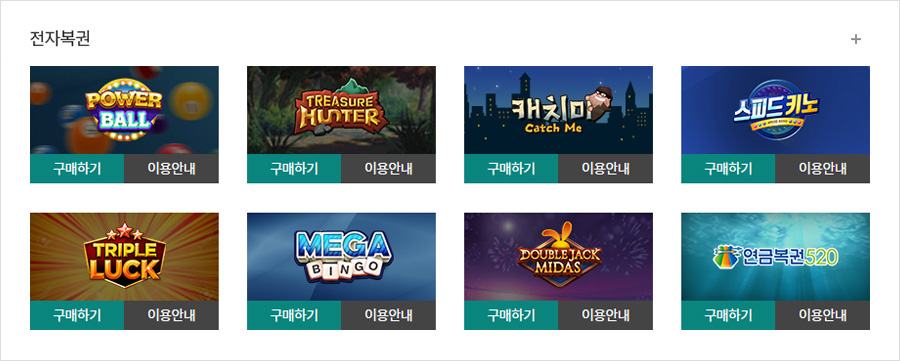 전자복권
+
POWER
BALL
TREASURE
HUNTER
캐치미
Catch Me
스피드키노
구매하기 이용안내 구매하기 이용안내 구매하기 이용안내 구매하기 이용안내
TRIPLE
LUCK
MEGA
BINGO
DOUBLE JACK
MIDAS
연금복권520
구매하기 이용안내 구매하기 이용안내 구매하기 이용안내 구매하기 이용안내